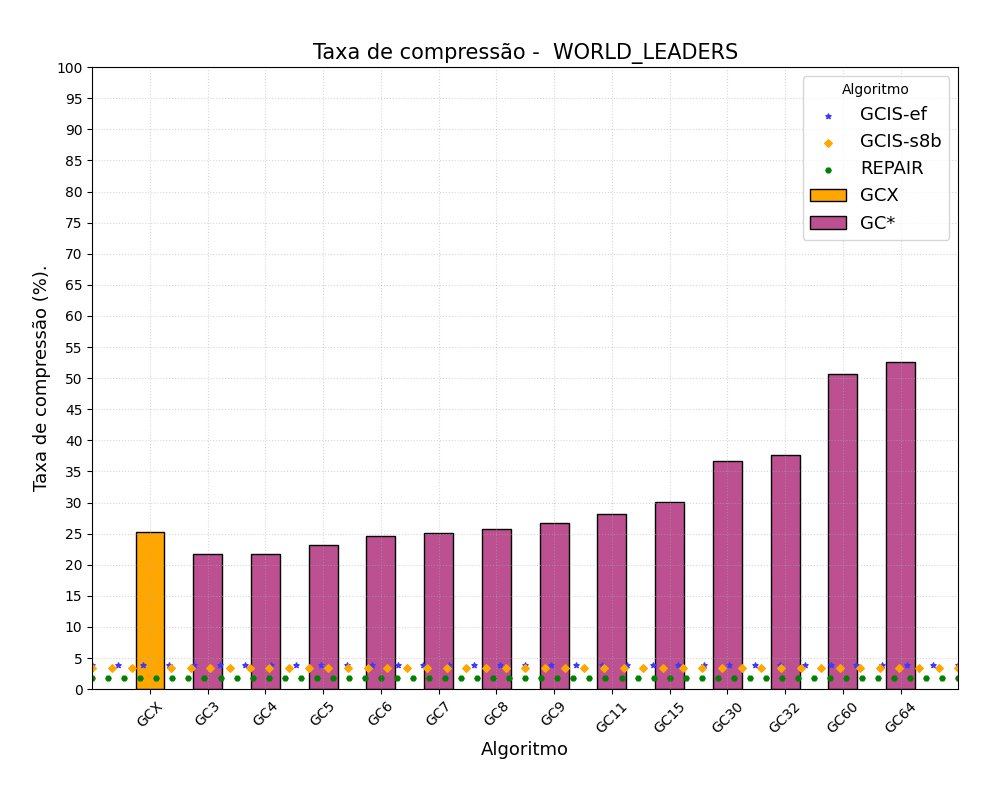 Taxa de compressão -  WORLD_LEADERS
Taxa de compressão (%).
100
95
90
85
80
75
70
65
60
55
50
45
40
35
30
25
20
15
10
5
0
Algoritmo
GCIS-ef
GCIS-s8b
REPAIR
GCX
GC*
GCX
GC3
GC4
GC5
GC6
GC7
GC8
GC9
GC11
GC15
GC30
GC32
GC60
GC64
Algoritmo